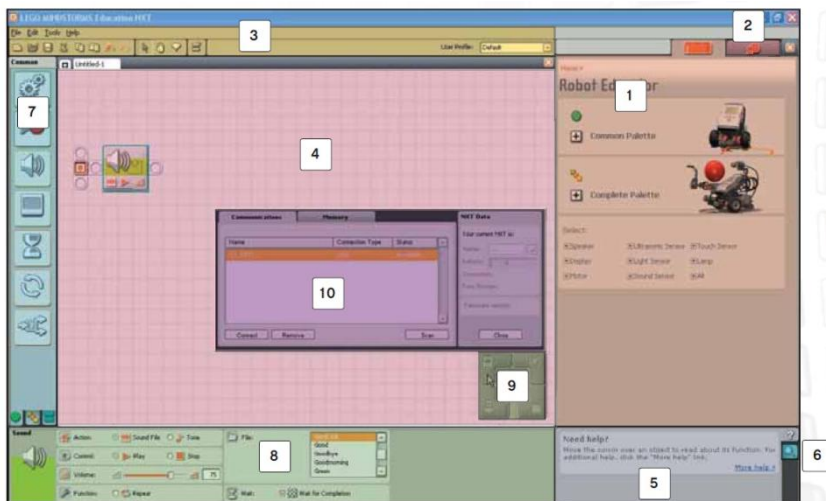 LEGO MINDSTORMS Education NXT
2
File Edit Tools Help
3
User Profile: Default
Common
Untitled-1
Home
Robot Educator
1
7
Common Palette
4
Complete Palette
Communications Memory NXT Data
Name Connection Type Status
Select:
Speaker Ultrasonic Sensor Touch Sensor
Display Light Sensor Lamp
Motor Sound Sensor All
10
Connect Remove Scan Close
9
Sound
Action: Sound File Tone
Control: Play Stop
Volume: 75
Function: Repeat
File:
Good
Goodbye
Goodmorning
Green
8
Wait: Wait for Completion
Need help?
Move the cursor over an object to read about its function. For
additional help, click the "More help" link.
More help
5
6